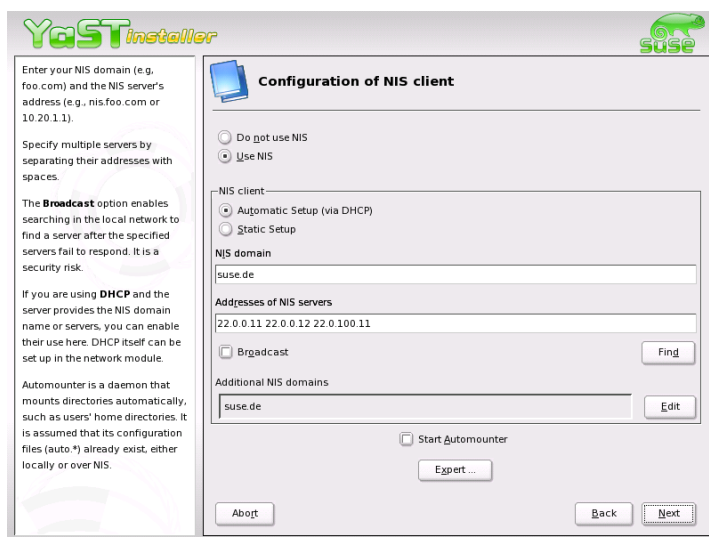 YaST installer
suse
Enter your NIS domain (e.g,
foo.com) and the NIS server's
address (e.g., nis.foo.com or
10.20.1.1).
Specify multiple servers by
separating their addresses with
spaces.
The Broadcast option enables
searching in the local network to
find a server after the specified
servers fail to respond. It is a
security risk.
If you are using DHCP and the
server provides the NIS domain
name or servers, you can enable
their use here. DHCP itself can be
set up in the network module.
Automounter is a daemon that
mounts directories automatically,
such as users' home directories. It
is assumed that its configuration
files (auto.*) already exist, either
locally or over NIS.
Configuration of NIS client
Do not use NIS
Use NIS
NIS client
Automatic Setup (via DHCP)
Static Setup
NIS domain
suse.de
Addresses of NIS servers
22.0.0.11 22.0.0.12 22.0.100.11
Broadcast
Find
Additional NIS domains
suse.de
Edit
Start Automounter
Expert ...
Abort
Back
Next